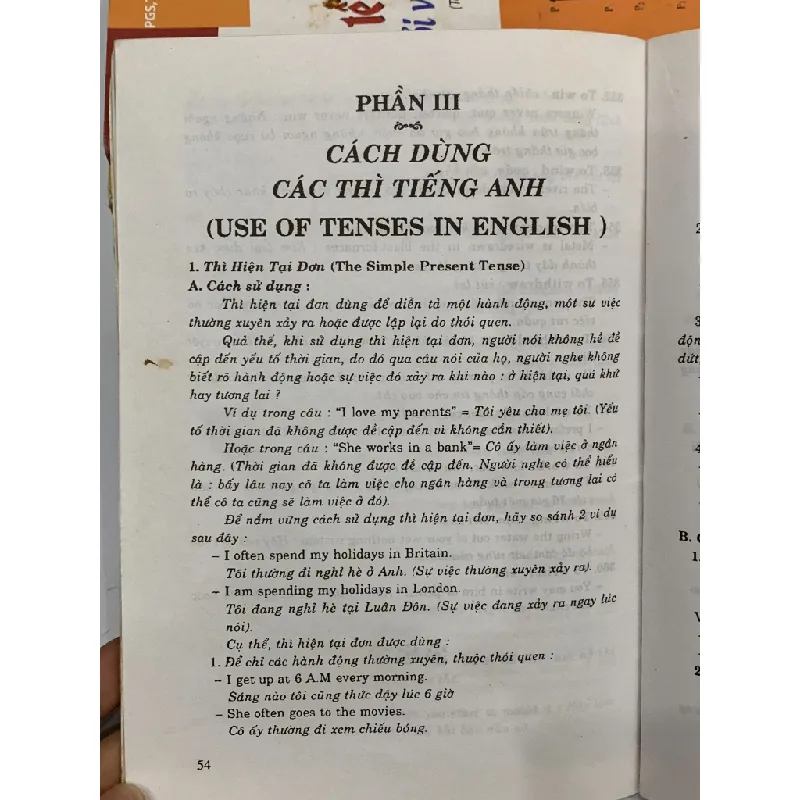 PGS,
PHẦN III
CÁCH DÙNG
CÁC THÌ TIẾNG ANH
(USE OF TENSES IN ENGLISH )
1. Thì Hiện Tại Đơn (The Simple Present Tense)
A. Cách sử dụng :
Thì hiện tại đơn dùng để diễn tả một hành động, một sự việc
thường xuyên xảy ra hoặc được lập lại do thói quen.
Quả thế, khi sử dụng thì hiện tại đơn, người nói không hề đề
cập đến yếu tố thời gian, do đó qua câu nói của họ, người nghe không
biết rõ hành động hoặc sự việc đó xảy ra khi nào : ở hiện tại, quá khứ
hay tương lai ?
Ví dụ trong câu : "I love my parents" = Tôi yêu cha mẹ tôi. (Yếu
tố thời gian đã không được đề cập đến vì không cần thiết).
Hoặc trong câu : "She works in a bank"= Cô ấy làm việc ở ngân
hàng. (Thời gian đã không được đề cập đến. Người nghe có thể hiểu
là : bấy lâu nay cô ta làm việc cho ngân hàng và trong tương lai có
thể cô ta cũng sẽ làm việc ở đó).
Để nắm vững cách sử dụng thì hiện tại đơn, hãy so sánh 2 ví dụ
sau đây :
– I often spend my holidays in Britain.
Tôi thường đi nghỉ hè ở Anh. (Sự việc thường xuyên xảy ra).
– I am spending my holidays in London.
Tôi đang nghỉ hè tại Luân Đôn. (Sự việc đang xảy ra ngay lúc
nói).
Cụ thể, thì hiện tại đơn được dùng :
1. Để chỉ các hành động thường xuyên, thuộc thói quen :
– I get up at 6 A.M every morning.
Sáng nào tôi cũng thức dậy lúc 6 giờ
– She often goes to the movies.
Cô ấy thường đi xem chiếu bóng.
54
2
3
độn
dứt
4
B. C
1.
V
2